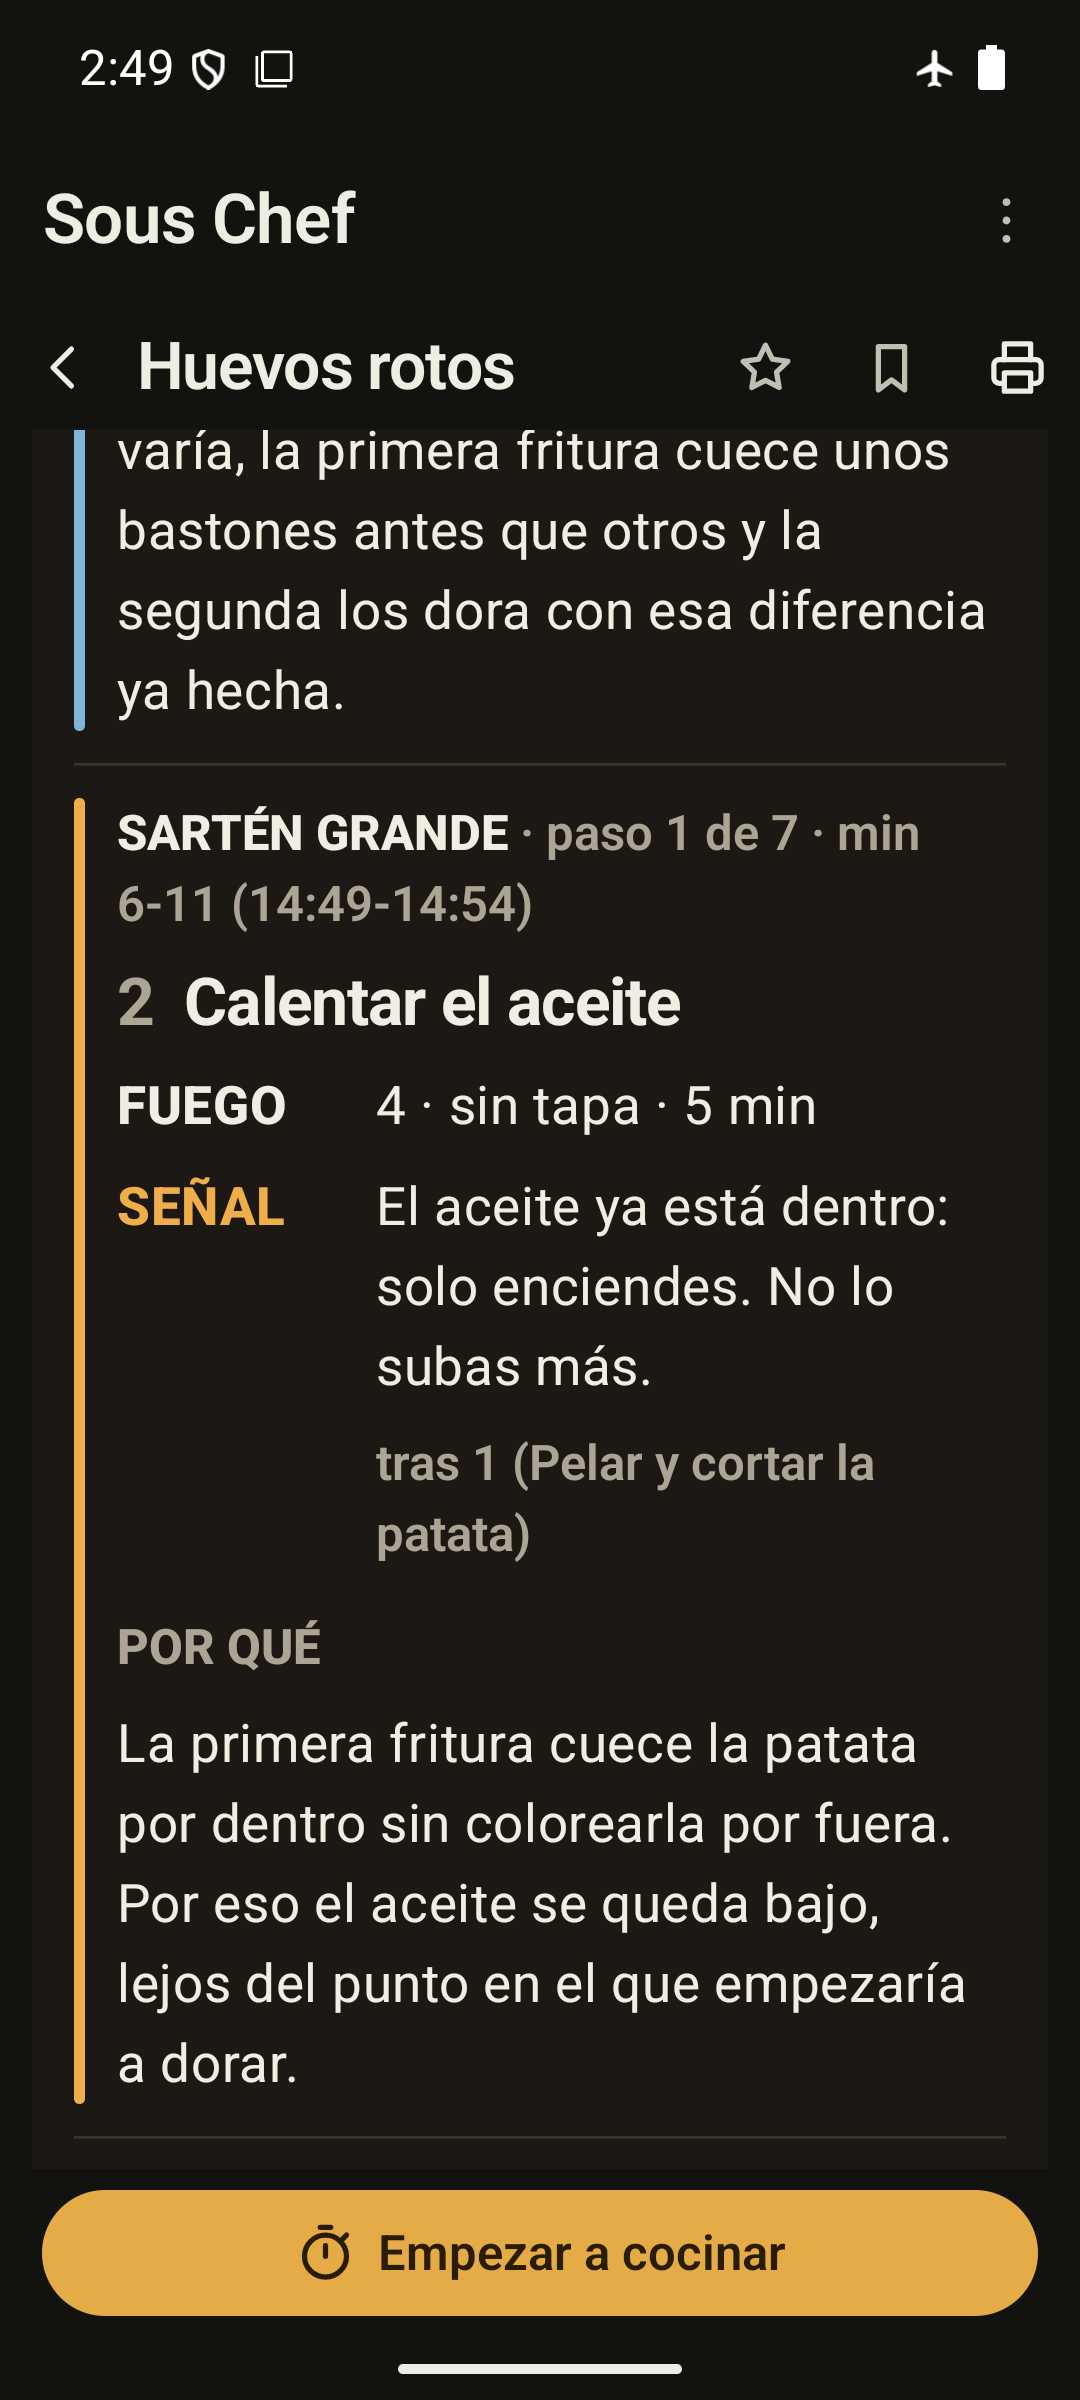 2:49
Sous Chef
Huevos rotos
varía, la primera fritura cuece unos
bastones antes que otros y la
segunda los dora con esa diferencia
ya hecha.
SARTÉN GRANDE · paso 1 de 7 · min
6-11 (14:49-14:54)
2 Calentar el aceite
FUEGO 4 · sin tapa · 5 min
SEÑAL El aceite ya está dentro:
solo enciendes. No lo
subas más.
tras 1 (Pelar y cortar la
patata)
POR QUÉ
La primera fritura cuece la patata
por dentro sin colorearla por fuera.
Por eso el aceite se queda bajo,
lejos del punto en el que empezaría
a dorar.
Empezar a cocinar